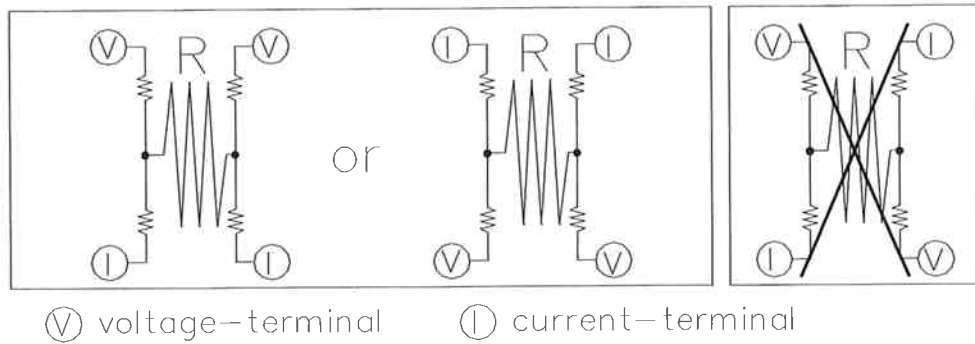 V R V
I R I
V R I
or
I I
V V
I V
V voltage-terminal
I current-terminal